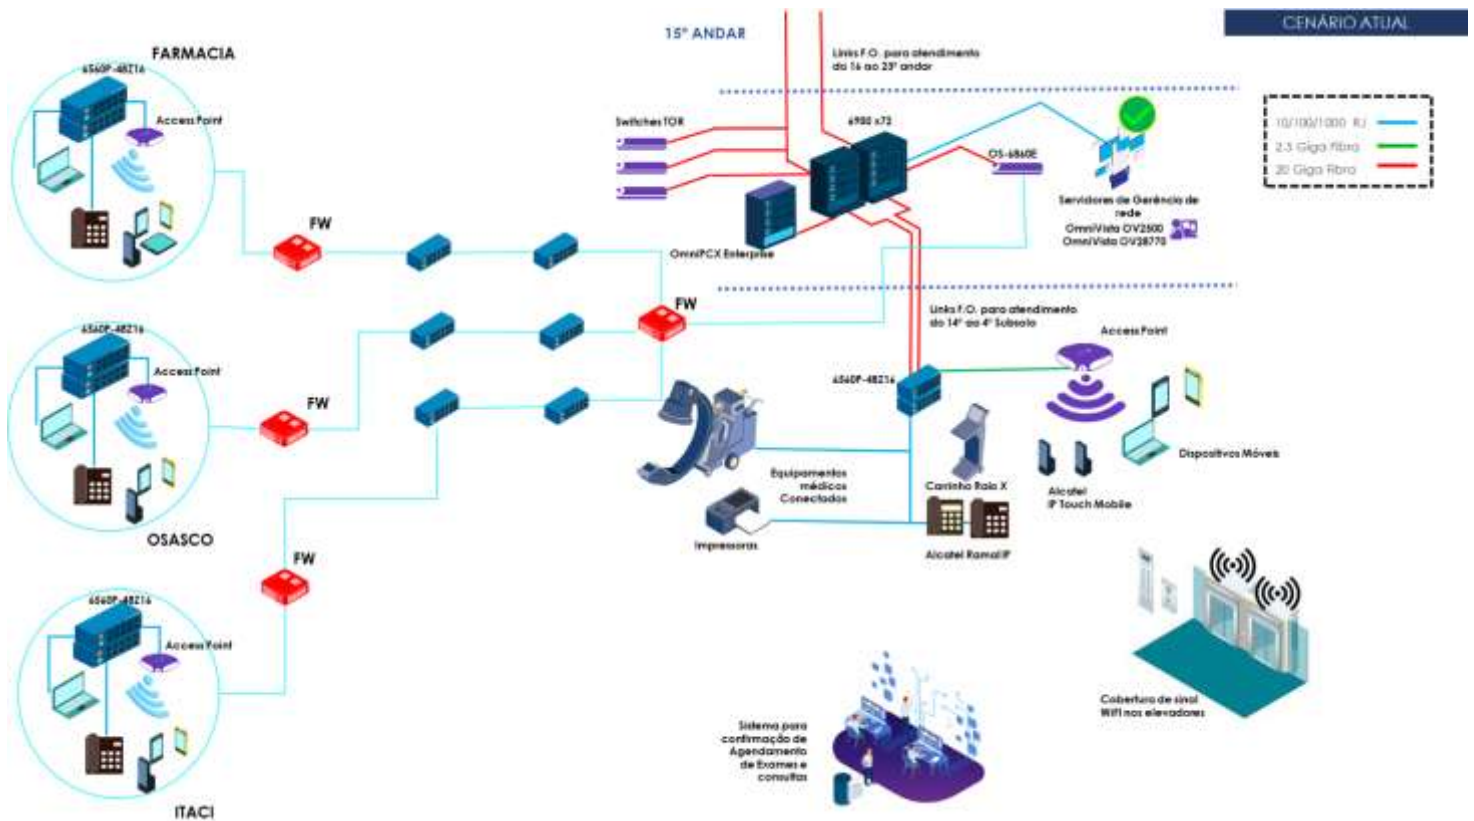 CENÁRIO ATUAL
15º ANDAR
Links F.O. para atendimento
do 16 ao 25º andar
FARMACIA
6560P-48Z16
Access Point
Switches TOR
6900 x72
OS-6860E
10/100/1000 RJ
2.5 Giga Fibra
20 Giga Fibra
Servidores de Gerência de
rede
OmniVista OV2500
OmniVista OV28770
OmniPCX Enterprise
FW
FW
Links F.O. para atendimento
do 14º ao 4º Subsolo
6560P-48Z16
Access Point
OSASCO
FW
6560P-48Z16
Access Point
Equipamentos
médicos
Conectados
Impressoras
Carrinho Raio X
Alcatel Ramal IP
Alcatel
IP Touch Mobile
Dispositivos Móveis
FW
6560P-48Z16
Access Point
ITACI
Sistema para
confirmação de
Agendamento
de Exames e
consultas
Cobertura de sinal
WIFI nos elevadores